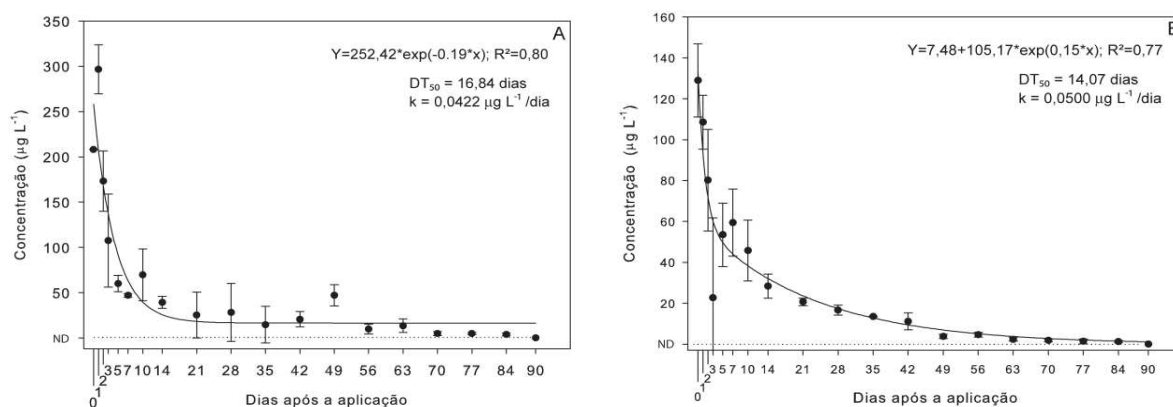 A
Y=252,42*exp(-0.19*x); R²=0,80
DT₅₀ = 16,84 dias
k = 0,0422 µg L⁻¹ /dia
Concentração (µg L⁻¹)
350
300
250
200
150
100
50
ND
0 1 2 3 5 7 10 14 21 28 35 42 49 56 63 70 77 84 90
Dias após a aplicação
Y=7,48+105,17*exp(0,15*x); R²=0,77
DT₅₀ = 14,07 dias
k = 0,0500 µg L⁻¹ /dia
Concentração (µg L⁻¹)
160
140
120
100
80
60
40
20
ND
0 1 2 3 5 7 10 14 21 28 35 42 49 56 63 70 77 84 90
Dias após a aplicação